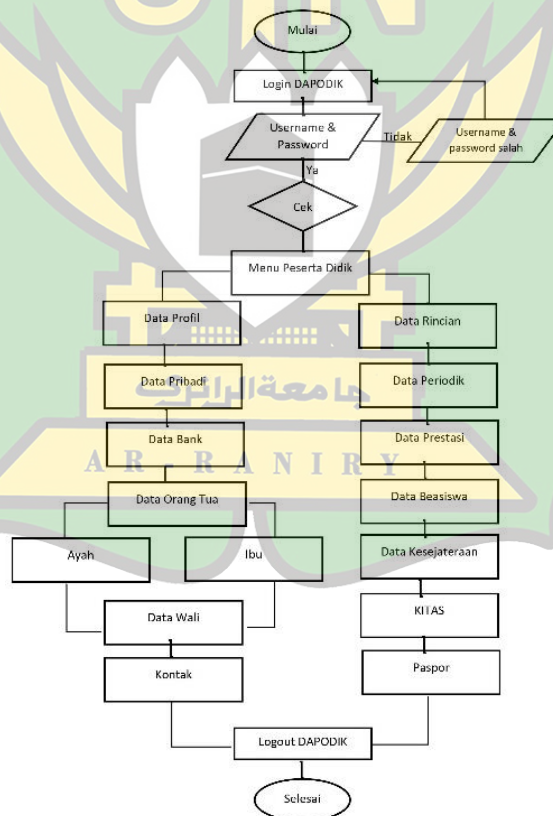 Mulai
Login DAPODIK
Username &
Password
Tidak
Username &
password salah
Ya
Cek
Menu Peserta Didik
Data Profil
Data Rincian
Data Pribadi
Data Periodik
جامعة الرانري
Data Bank
Data Prestasi
AR-RANIRY
Data Orang Tua
Data Beasiswa
Ayah
Ibu
Data Kesejateraan
Data Wali
KITAS
Kontak
Paspor
Logout DAPODIK
Selesai